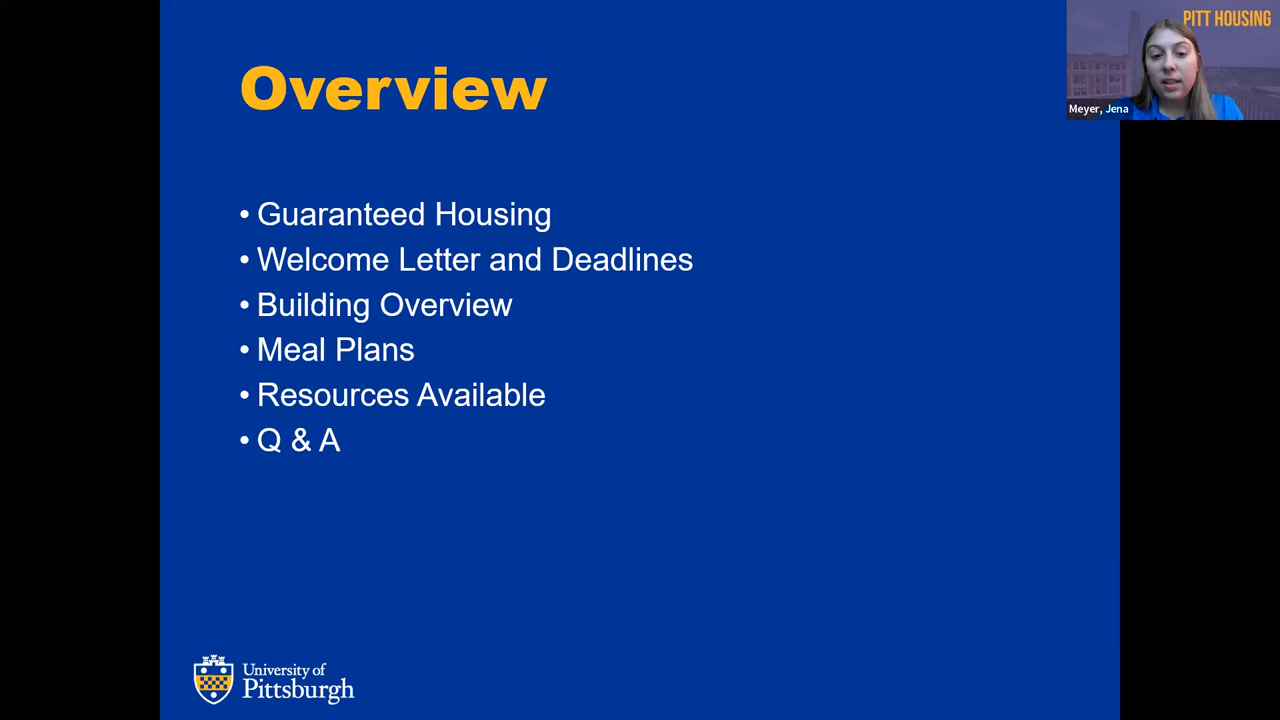 PITT HOUSING
Meyer, Jena
Overview
• Guaranteed Housing
• Welcome Letter and Deadlines
• Building Overview
• Meal Plans
• Resources Available
• Q & A
University of
Pittsburgh